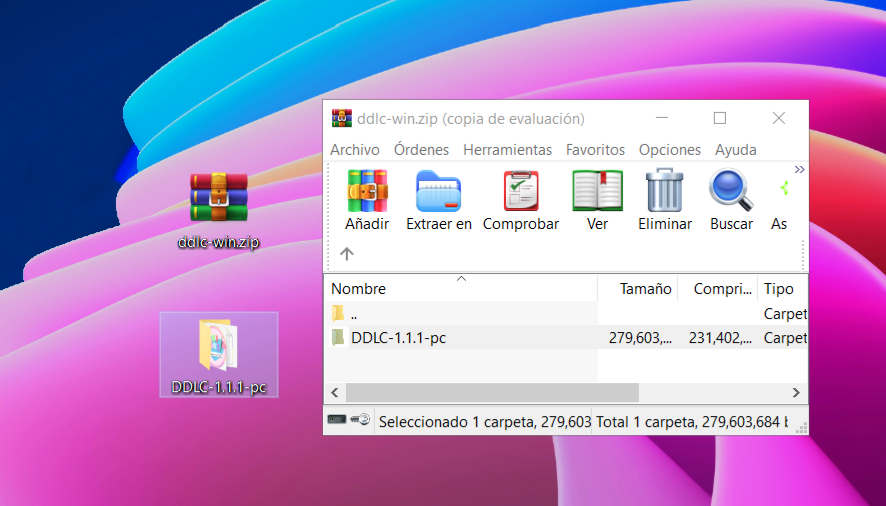 ddlc-win.zip (copia de evaluación)
Archivo Órdenes Herramientas Favoritos Opciones Ayuda
Añadir Extraer en Comprobar Ver Eliminar Buscar As
Nombre Tamaño Compri... Tipo
.. Carpet
DDLC-1.1.1-pc 279,603,... 231,402,... Carpet
Seleccionado 1 carpeta, 279,603 Total 1 carpeta, 279,603,684 b
ddlc-win.zip
DDLC-1.1.1-pc